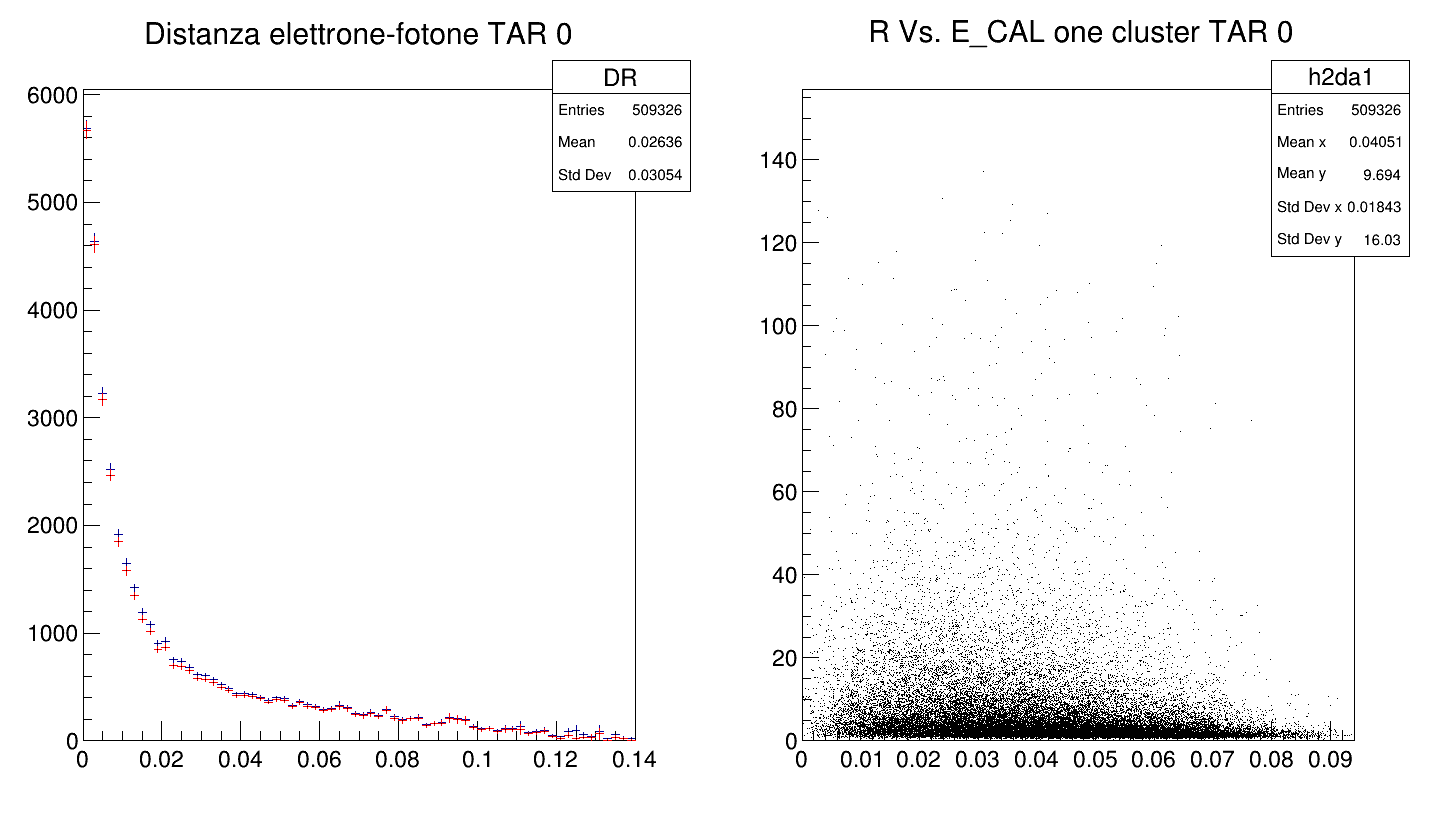 Distanza elettrone-fotone TAR 0
DR
Entries 509326
Mean 0.02636
Std Dev 0.03054
6000
5000
4000
3000
2000
1000
0
0 0.02 0.04 0.06 0.08 0.1 0.12 0.14
R Vs. E_CAL one cluster TAR 0
h2da1
Entries 509326
Mean x 0.04051
Mean y 9.694
Std Dev x 0.01843
Std Dev y 16.03
140
120
100
80
60
40
20
0
0 0.01 0.02 0.03 0.04 0.05 0.06 0.07 0.08 0.09